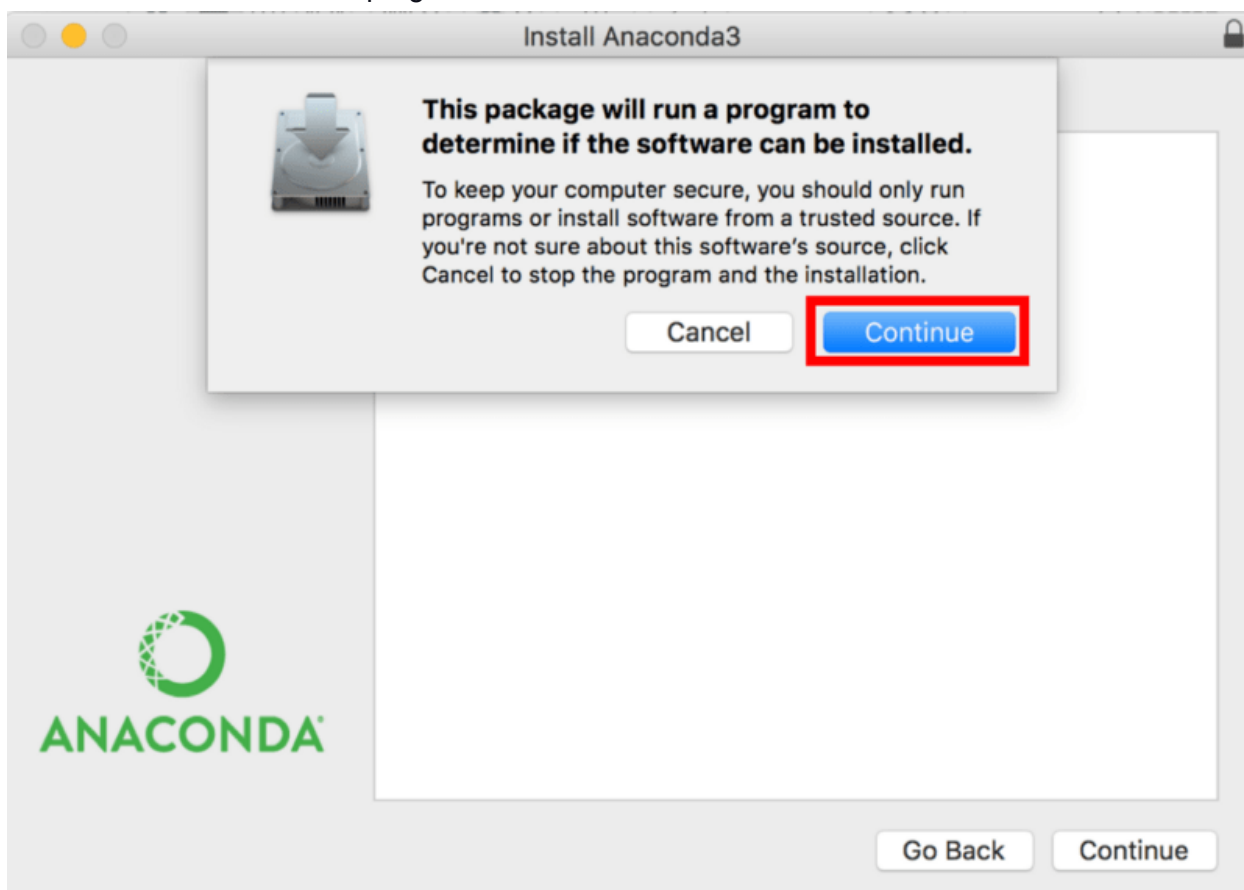 Install Anaconda3
This package will run a program to
determine if the software can be installed.
To keep your computer secure, you should only run
programs or install software from a trusted source. If
you're not sure about this software's source, click
Cancel to stop the program and the installation.
Cancel
Continue
ANACONDA
Go Back
Continue